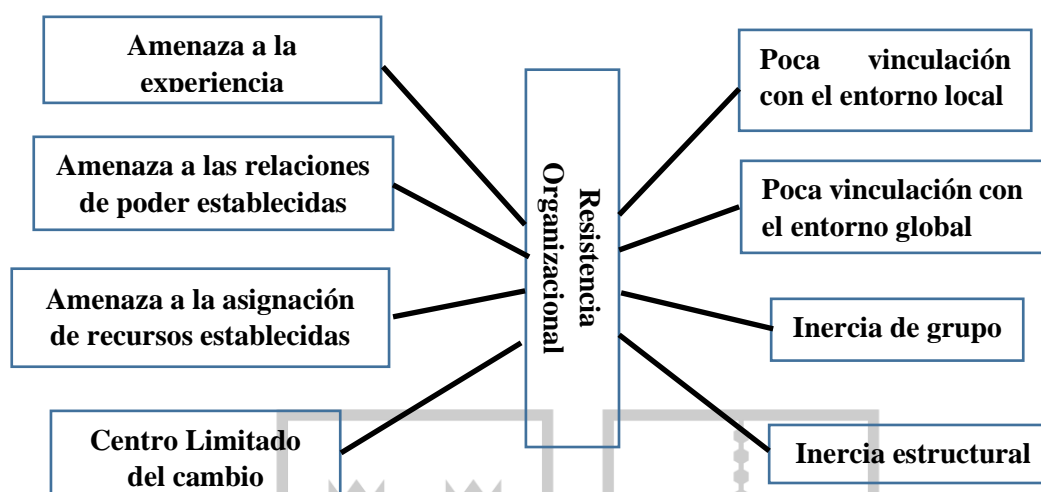 Amenaza a la
experiencia
Amenaza a las relaciones
de poder establecidas
Amenaza a la asignación
de recursos establecidas
Centro Limitado
del cambio
Resistencia
Organizacional
Poca vinculación
con el entorno local
Poca vinculación con
el entorno global
Inercia de grupo
Inercia estructural